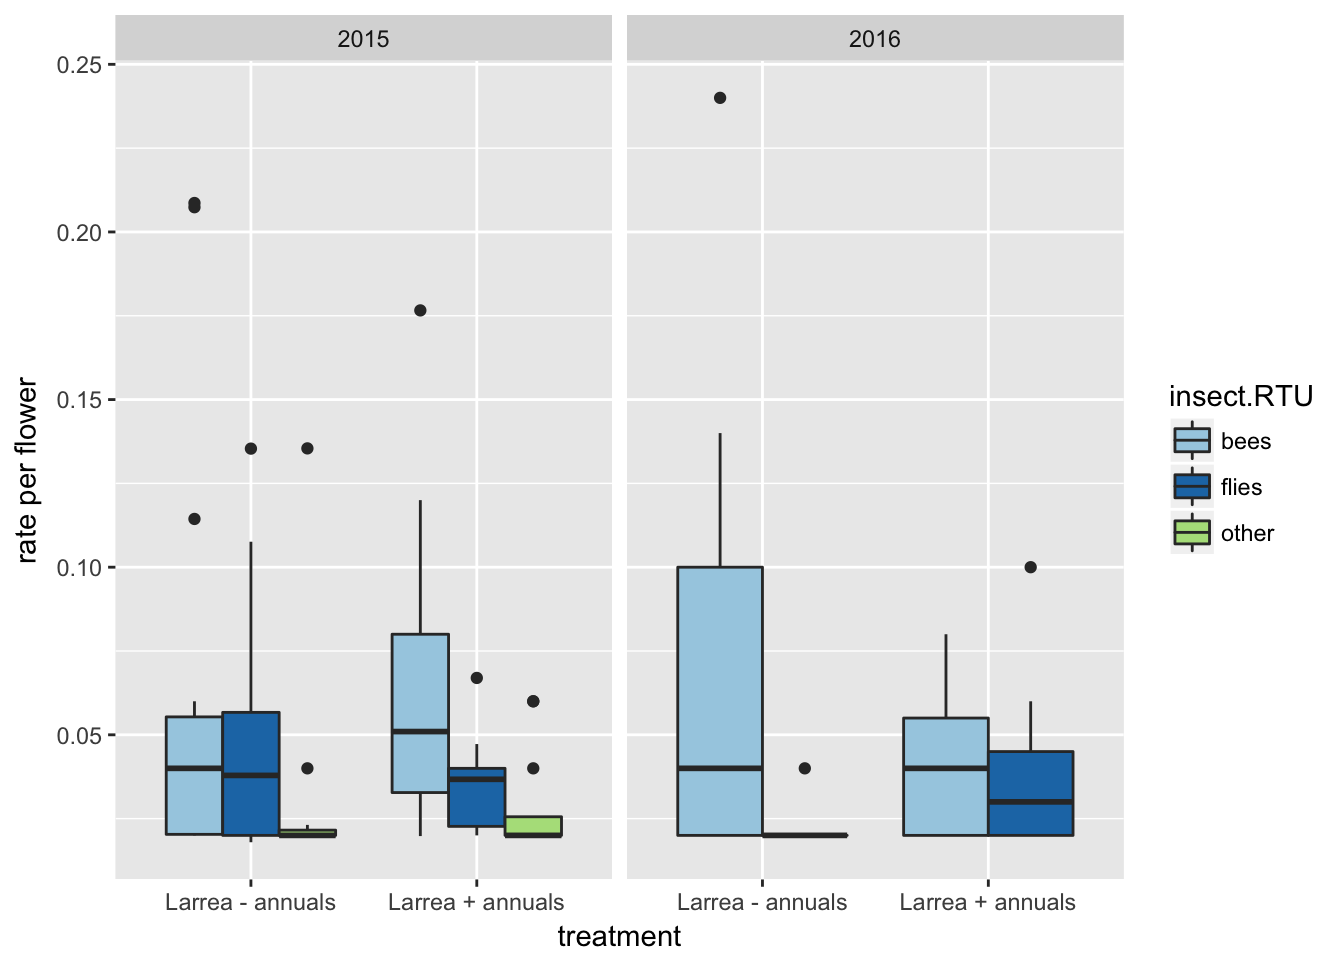 2015
2016
0.25
0.20
0.15
0.10
0.05
rate per flower
Larrea - annuals
Larrea + annuals
Larrea - annuals
Larrea + annuals
treatment
insect.RTU
bees
flies
other